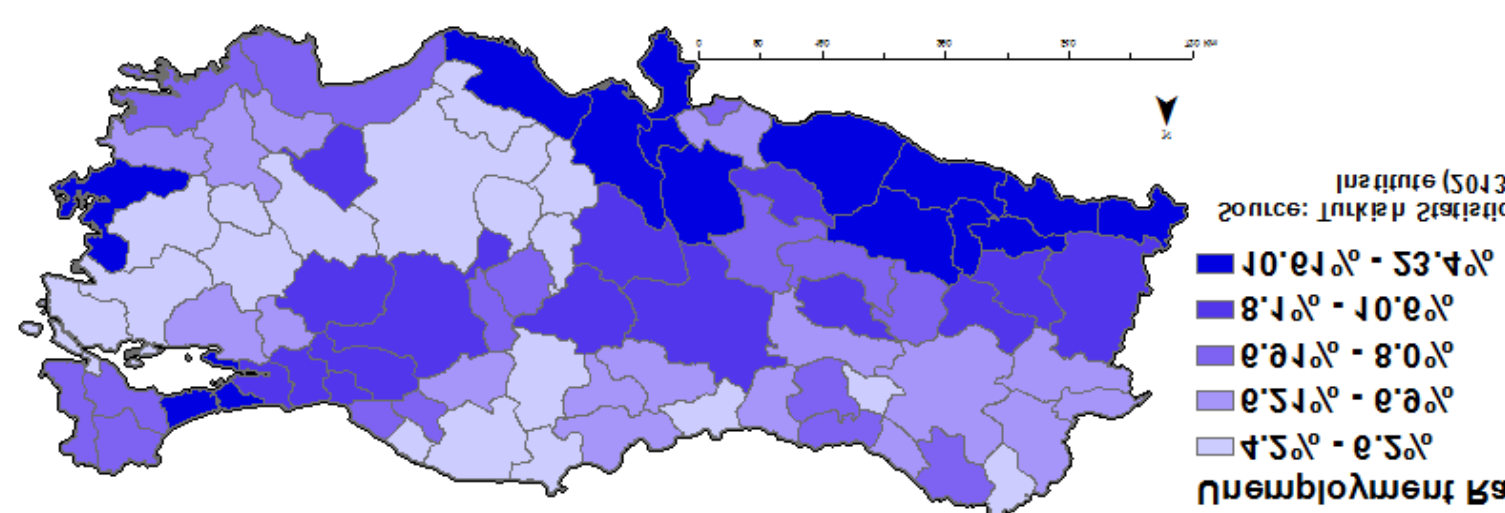 Unemployment Ra
4.2% - 6.2%
6.21% - 6.9%
6.91% - 8.0%
8.1% - 10.6%
10.61% - 23.4%
Source: Turkish Statistic
Institute (2013